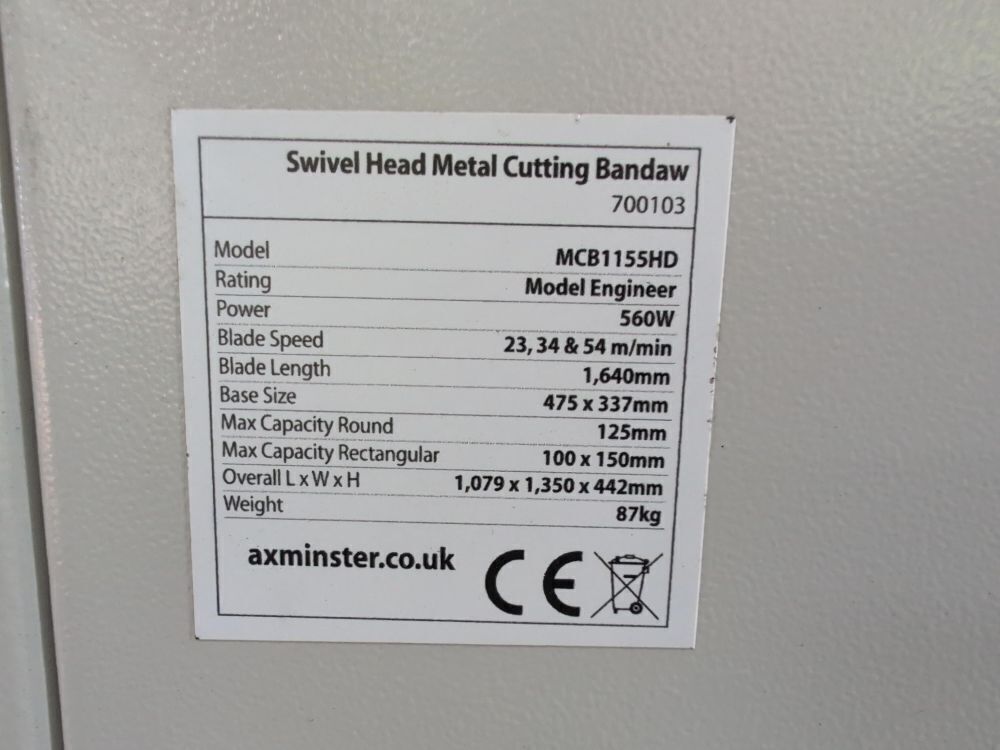 Swivel Head Metal Cutting Bandaw
700103
Model MCB1155HD
Rating Model Engineer
Power 560W
Blade Speed 23, 34 & 54 m/min
Blade Length 1,640mm
Base Size 475 x 337mm
Max Capacity Round 125mm
Max Capacity Rectangular 100 x 150mm
Overall L x W x H 1,079 x 1,350 x 442mm
Weight 87kg
axminster.co.uk CE